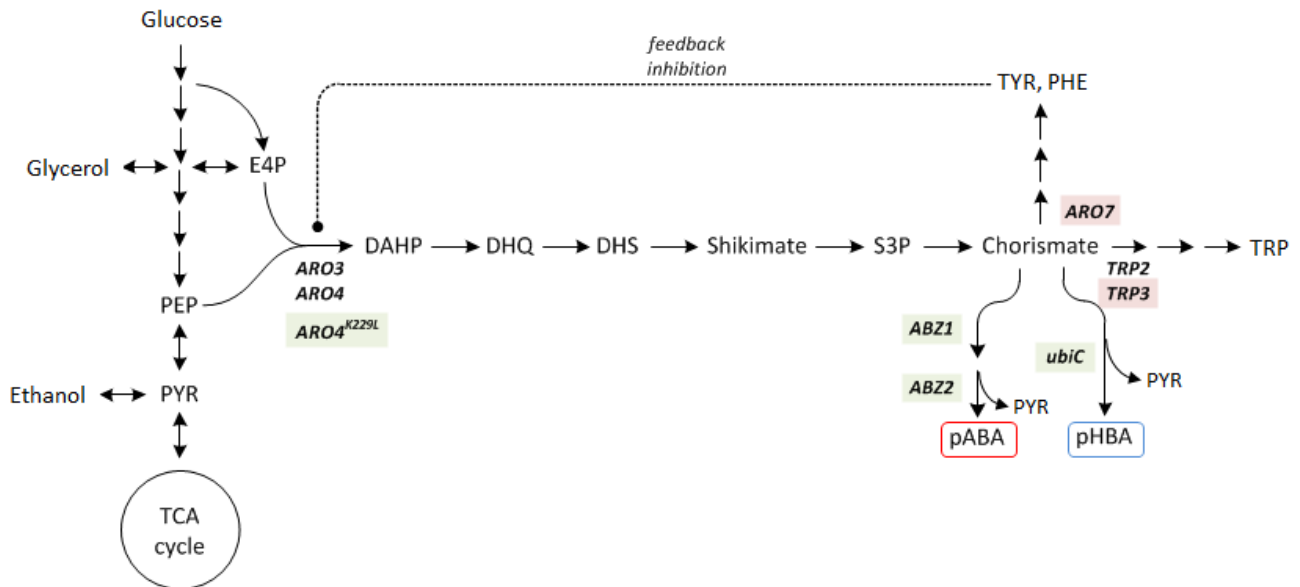 Glucose
feedback
inhibition
TYR, PHE
Glycerol
E4P
ARO7
DAHP
DHQ
DHS
Shikimate
S3P
Chorismate
TRP
ARO3
ARO4
ARO4K229L
TRP2
TRP3
PEP
ABZ1
ubiC
Ethanol
PYR
ABZ2
PYR
PYR
pABA
pHBA
TCA
cycle